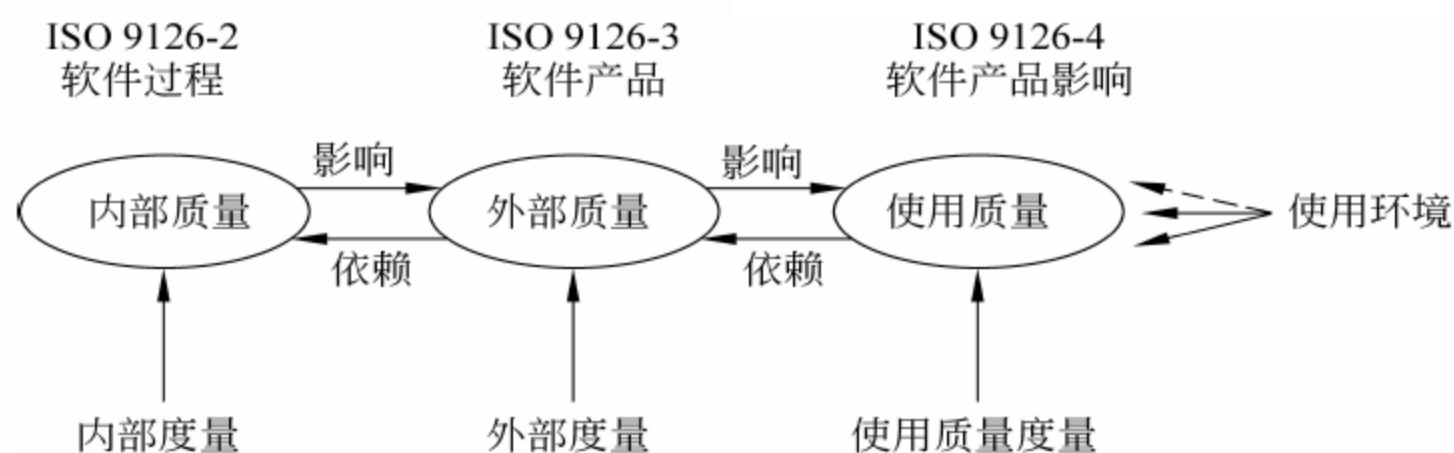 ISO 9126-2
软件过程
ISO 9126-3
软件产品
ISO 9126-4
软件产品影响
影响
影响
内部质量
外部质量
使用质量
使用环境
依赖
依赖
内部度量
外部度量
使用质量度量